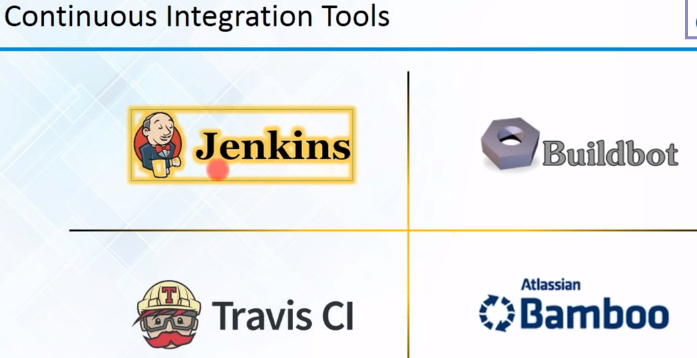 Continuous Integration Tools
Jenkins
Buildbot
T
Travis CI
Atlassian
Bamboo